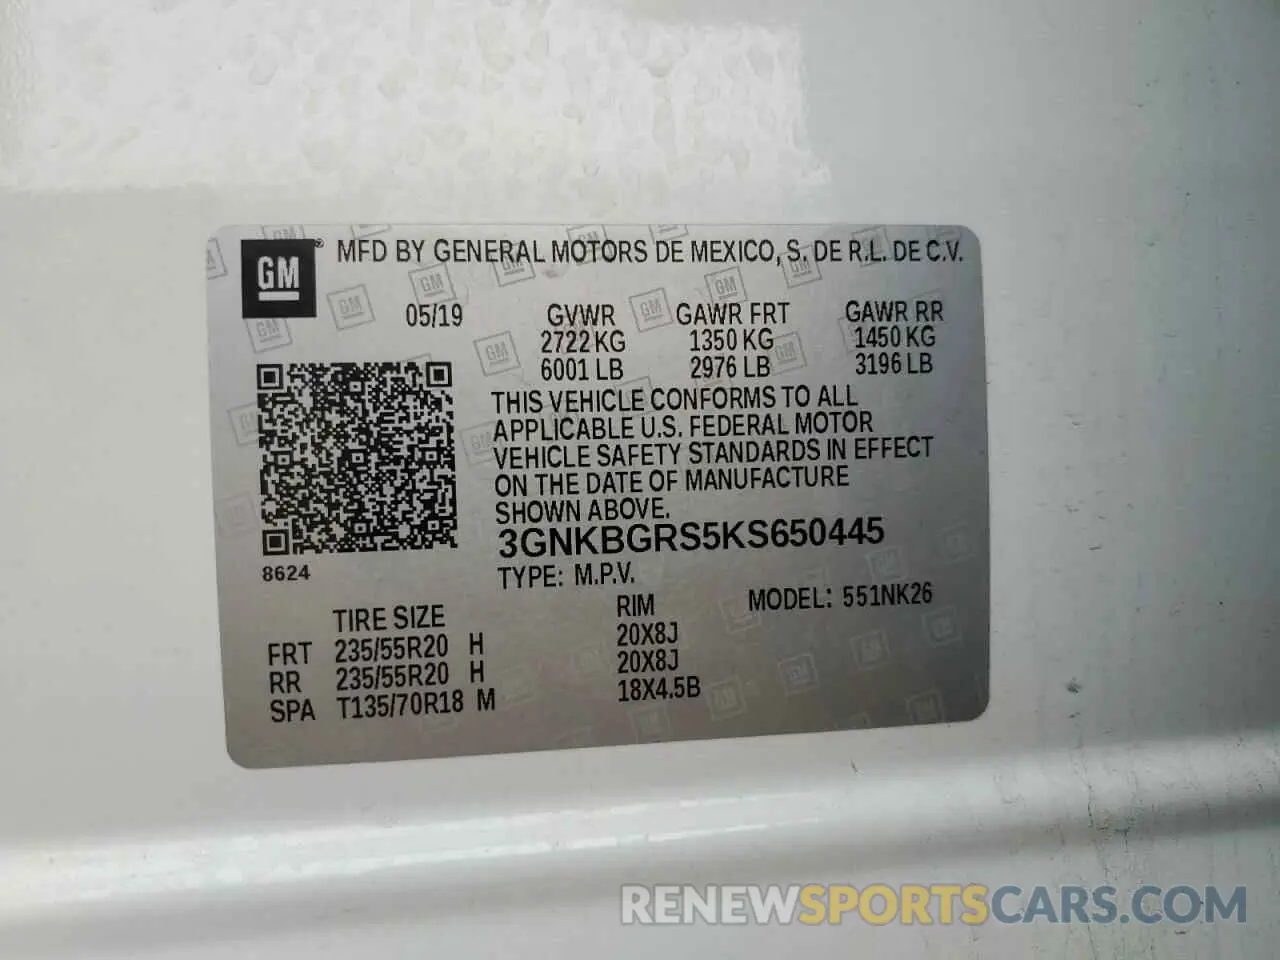 GM® MFD BY GENERAL MOTORS DE MEXICO, S. DE R.L. DE C.V.
05/19 GVWR GAWR FRT GAWR RR
2722 KG 1350 KG 1450 KG
6001 LB 2976 LB 3196 LB
THIS VEHICLE CONFORMS TO ALL
APPLICABLE U.S. FEDERAL MOTOR
VEHICLE SAFETY STANDARDS IN EFFECT
ON THE DATE OF MANUFACTURE
SHOWN ABOVE.
3GNKBGRS5KS650445
8624
TYPE: M.P.V.
TIRE SIZE RIM MODEL: 551NK26
FRT 235/55R20 H 20X8J
RR 235/55R20 H 20X8J
SPA T135/70R18 M 18X4.5B
RENEWSPORTSCARS.COM